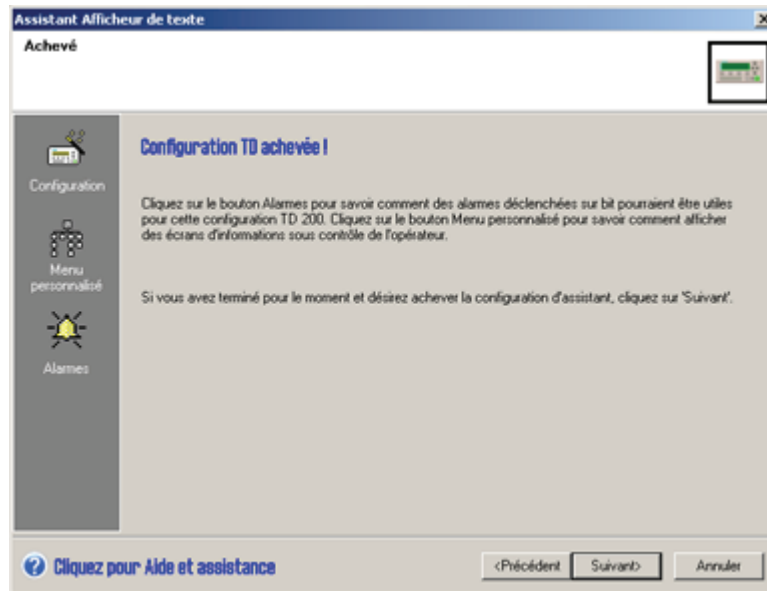 Assistant Afficheur de texte
Achevé
Configuration
Menu
personnalisé
Alarmes
Configuration TD achevée !
Cliquez sur le bouton Alarmes pour savoir comment des alarmes déclenchées sur bit pourraient être utiles
pour cette configuration TD 200. Cliquez sur le bouton Menu personnalisé pour savoir comment afficher
des écrans d'informations sous contrôle de l'opérateur.
Si vous avez terminé pour le moment et désirez achever la configuration d'assistant, cliquez sur 'Suivant'.
Cliquez pour Aide et assistance
<Précédent
Suivant>
Annuler